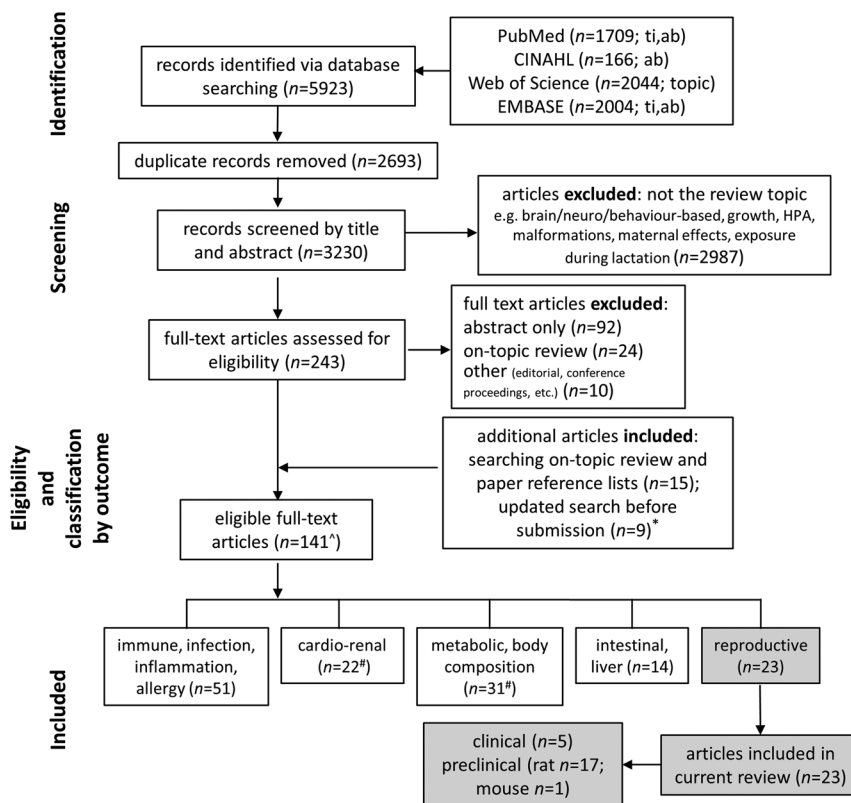 Identification
records identified via database
searching (n=5923)
PubMed (n=1709; ti,ab)
CINAHL (n=166; ab)
Web of Science (n=2044; topic)
EMBASE (n=2004; ti,ab)
duplicate records removed (n=2693)
Screening
records screened by title
and abstract (n=3230)
articles excluded: not the review topic
e.g. brain/neuro/behaviour-based, growth, HPA,
malformations, maternal effects, exposure
during lactation (n=2987)
full-text articles assessed for
eligibility (n=243)
full text articles excluded:
abstract only (n=92)
on-topic review (n=24)
other (editorial, conference
proceedings, etc.) (n=10)
Eligibility
and
classification
by outcome
additional articles included:
searching on-topic review and
paper reference lists (n=15);
updated search before
submission (n=9)*
eligible full-text
articles (n=141^)
Included
immune, infection,
inflammation,
allergy (n=51)
cardio-renal
(n=22#)
metabolic, body
composition
(n=31#)
intestinal,
liver (n=14)
reproductive
(n=23)
clinical (n=5)
preclinical (rat n=17;
mouse n=1)
articles included in
current review (n=23)